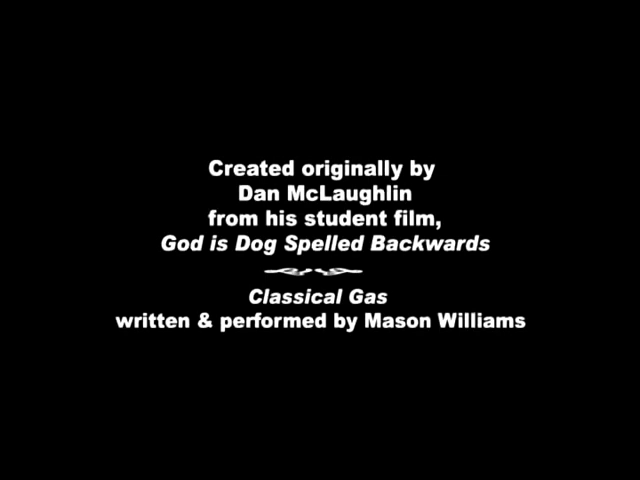 Created originally by
Dan McLaughlin
from his student film,
God is Dog Spelled Backwards
Classical Gas
written & performed by Mason Williams